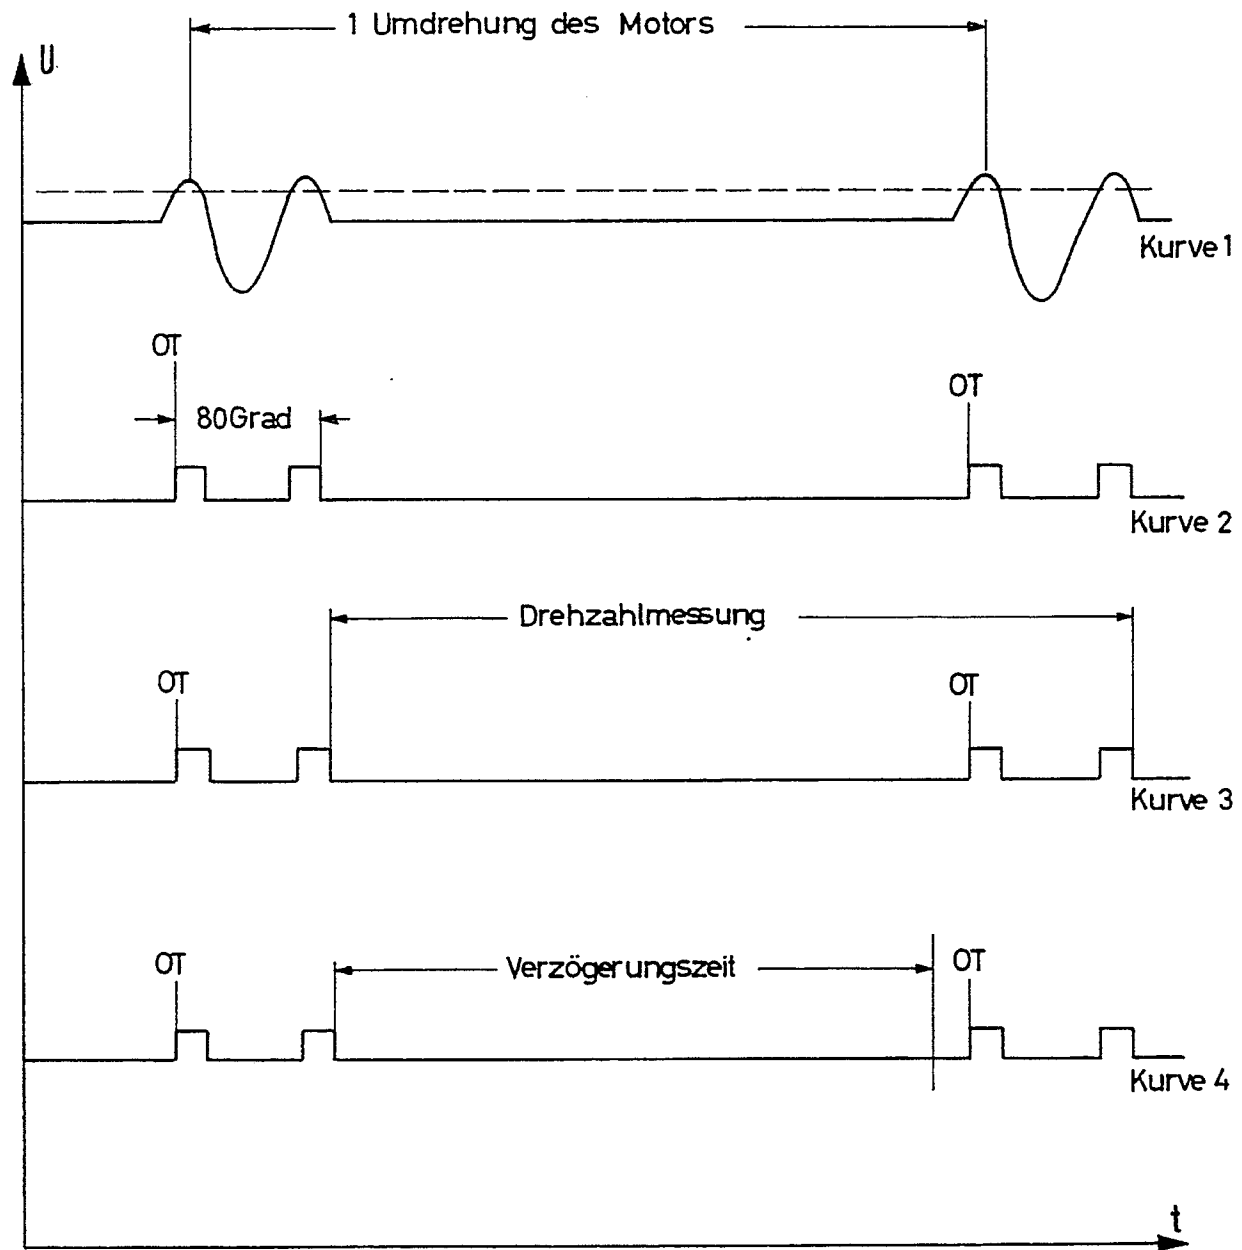 1 Umdrehung des Motors
U
Kurve 1
OT
OT
80Grad
Kurve 2
Drehzahlmessung
OT
OT
Kurve 3
OT
Verzögerungszeit
OT
Kurve 4
t